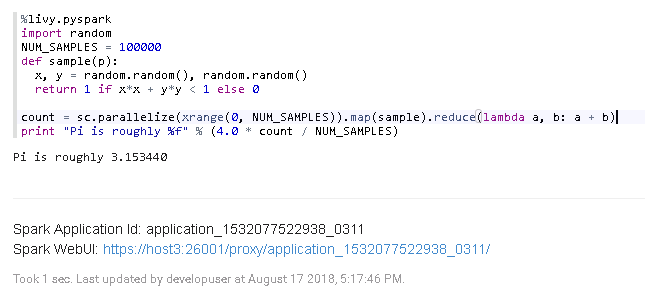 %livy.pyspark
import random
NUM_SAMPLES = 100000
def sample(p):
  x, y = random.random(), random.random()
  return 1 if x*x + y*y < 1 else 0

count = sc.parallelize(xrange(0, NUM_SAMPLES)).map(sample).reduce(lambda a, b: a + b)
print "Pi is roughly %f" % (4.0 * count / NUM_SAMPLES)
Pi is roughly 3.153440
Spark Application Id: application_1532077522938_0311
Spark WebUI: https://host3:26001/proxy/application_1532077522938_0311/
Took 1 sec. Last updated by developuser at August 17 2018, 5:17:46 PM.